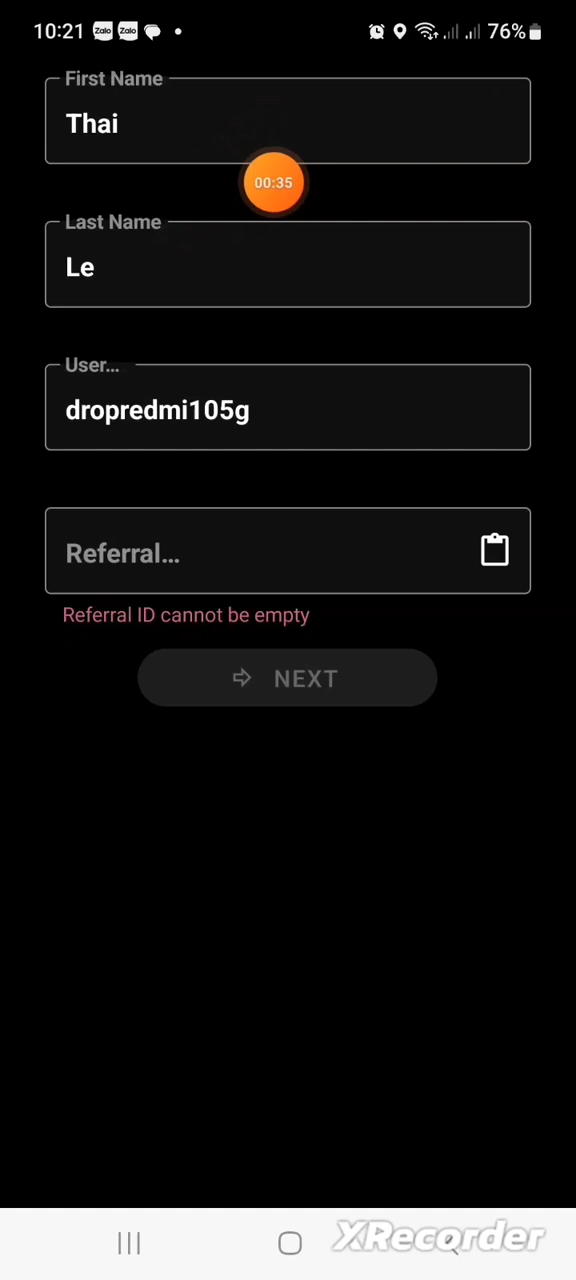 10:21 Zalo Zalo 76%
First Name
Thai
00:35
Last Name
Le
User...
dropredmi105g
Referral...
Referral ID cannot be empty
NEXT
XRecorder